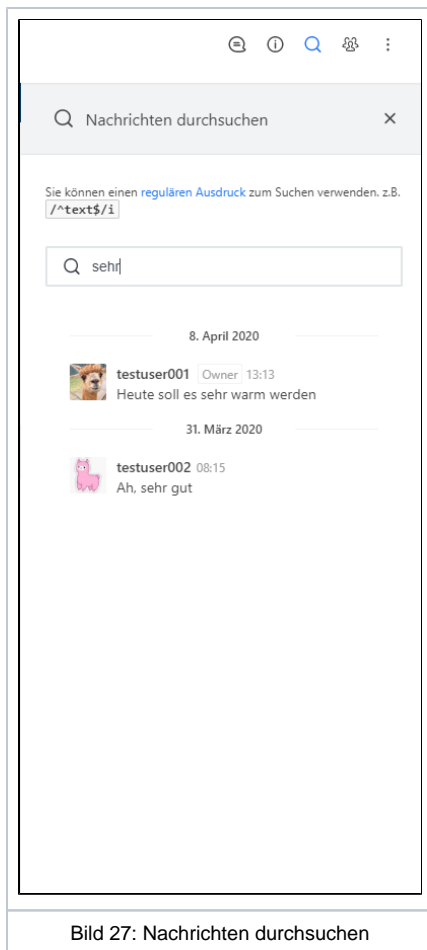 Nachrichten durchsuchen
Sie können einen regulären Ausdruck zum Suchen verwenden. z.B.
/^text$/i
sehr
8. April 2020
testuser001 Owner 13:13
Heute soll es sehr warm werden
31. März 2020
testuser002 08:15
Ah, sehr gut
Bild 27: Nachrichten durchsuchen